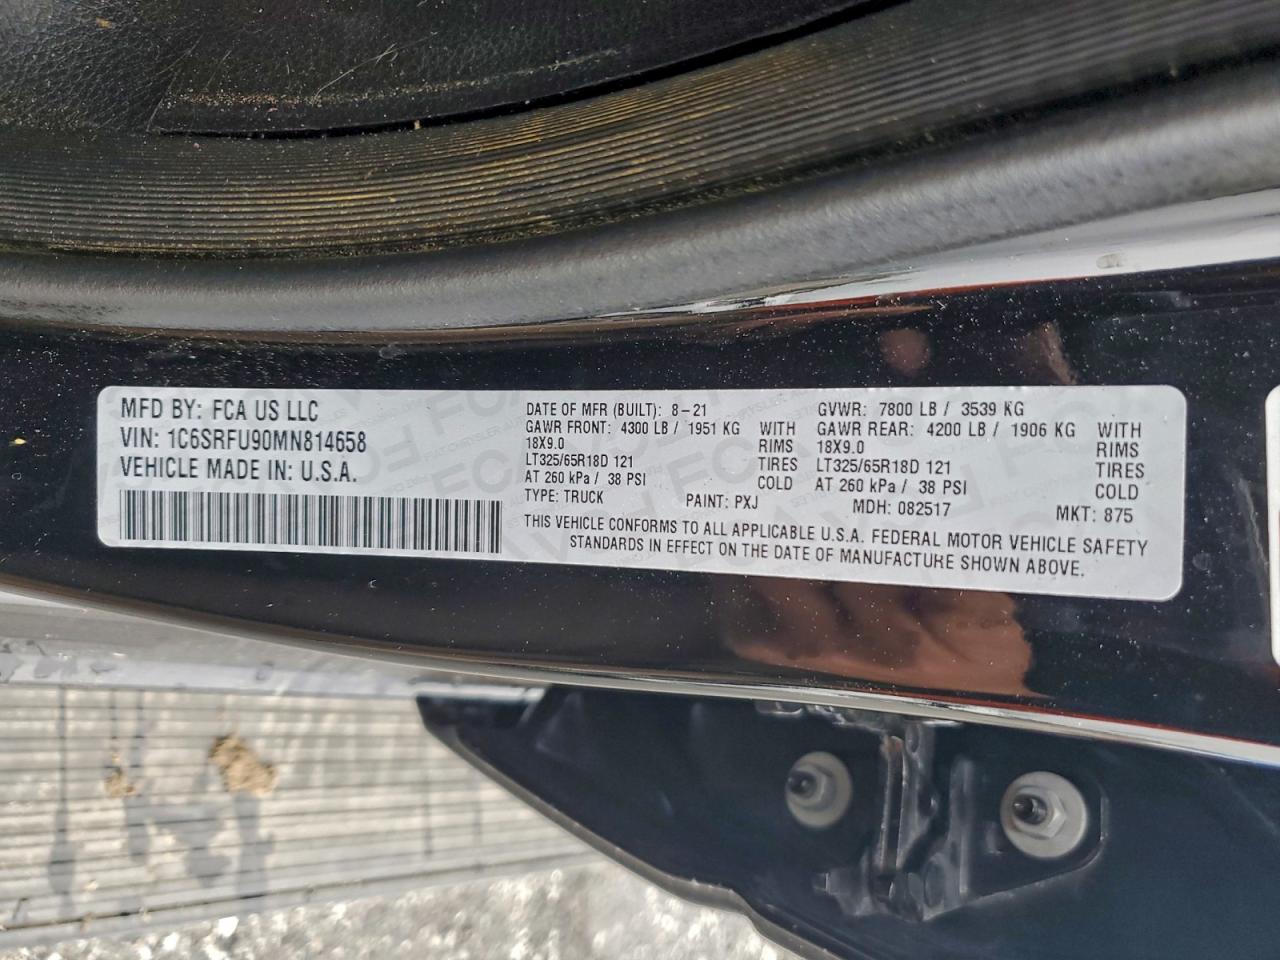 MFD BY: FCA US LLC
VIN: 1C6SRFU90MN814658
VEHICLE MADE IN: U.S.A.
DATE OF MFR (BUILT): 8-21 GVWR: 7800 LB / 3539 KG
GAWR FRONT: 4300 LB / 1951 KG WITH GAWR REAR: 4200 LB / 1906 KG WITH
18X9.0 RIMS 18X9.0 RIMS
LT325/65R18D 121 TIRES LT325/65R18D 121 TIRES
AT 260 kPa / 38 PSI COLD AT 260 kPa / 38 PSI COLD
TYPE: TRUCK PAINT: PXJ MDH: 082517 MKT: 875
THIS VEHICLE CONFORMS TO ALL APPLICABLE U.S.A. FEDERAL MOTOR VEHICLE SAFETY
STANDARDS IN EFFECT ON THE DATE OF MANUFACTURE SHOWN ABOVE.